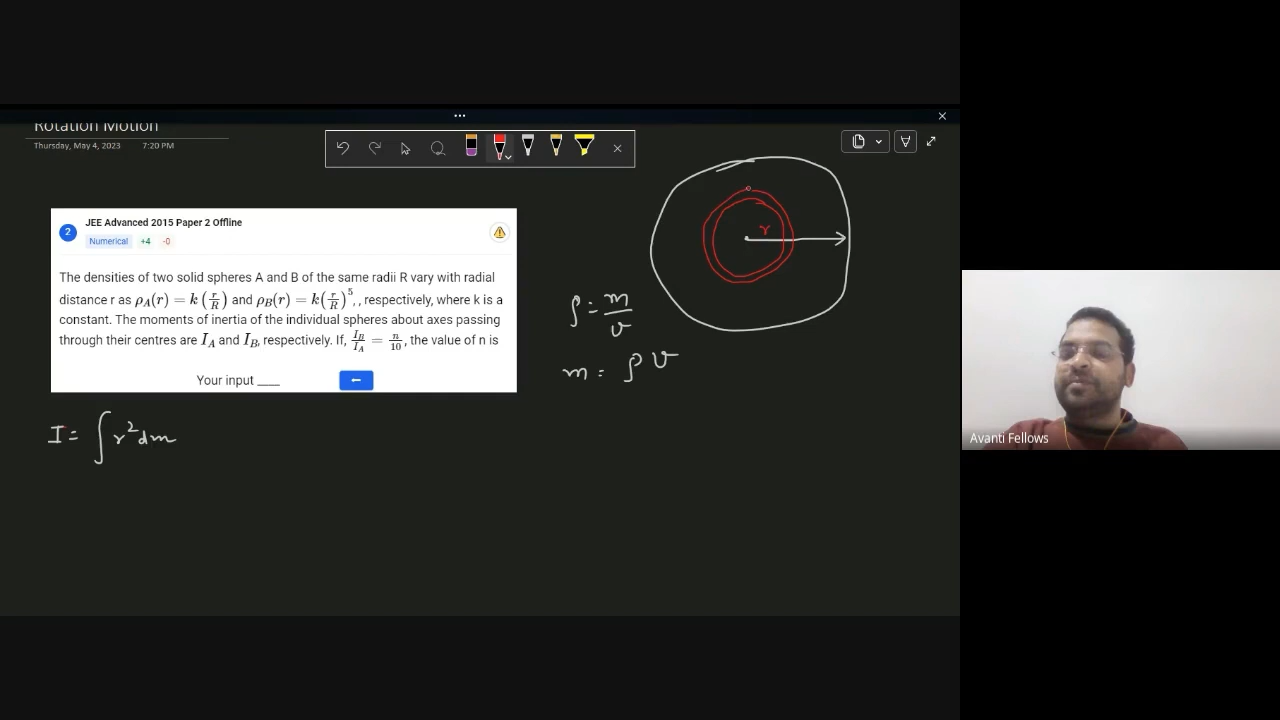 Rotation Motion
Thursday, May 4, 2023 7:20 PM
2
JEE Advanced 2015 Paper 2 Offline
Numerical +4 -0
The densities of two solid spheres A and B of the same radii R vary with radial
distance r as ρ_A(r) = k (r/R) and ρ_B(r) = k(r/R)^5, , respectively, where k is a
constant. The moments of inertia of the individual spheres about axes passing
through their centres are I_A and I_B, respectively. If, I_B/I_A = n/10, the value of n is
Your input ____
r
ρ = m/v
m = ρ v
I = ∫ r² dm
Avanti Fellows